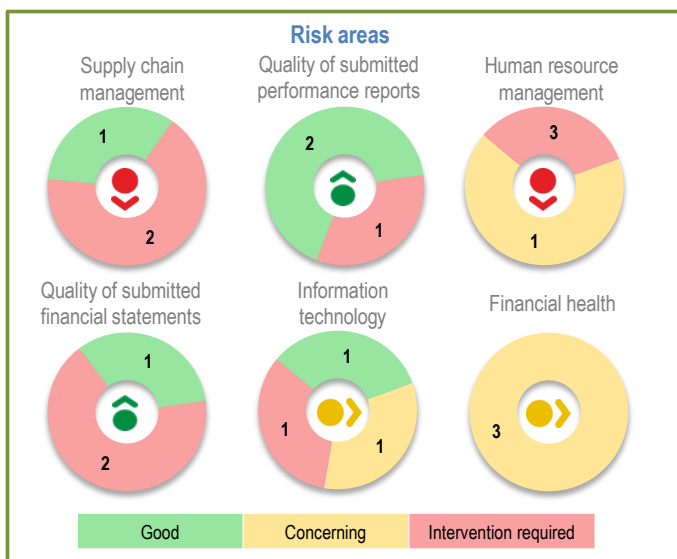 Risk areas
Supply chain
management
1
2
Quality of submitted
performance reports
2
1
Human resource
management
3
1
Quality of submitted
financial statements
1
2
Information
technology
1
1
1
Financial health
3
Good
Concerning
Intervention required